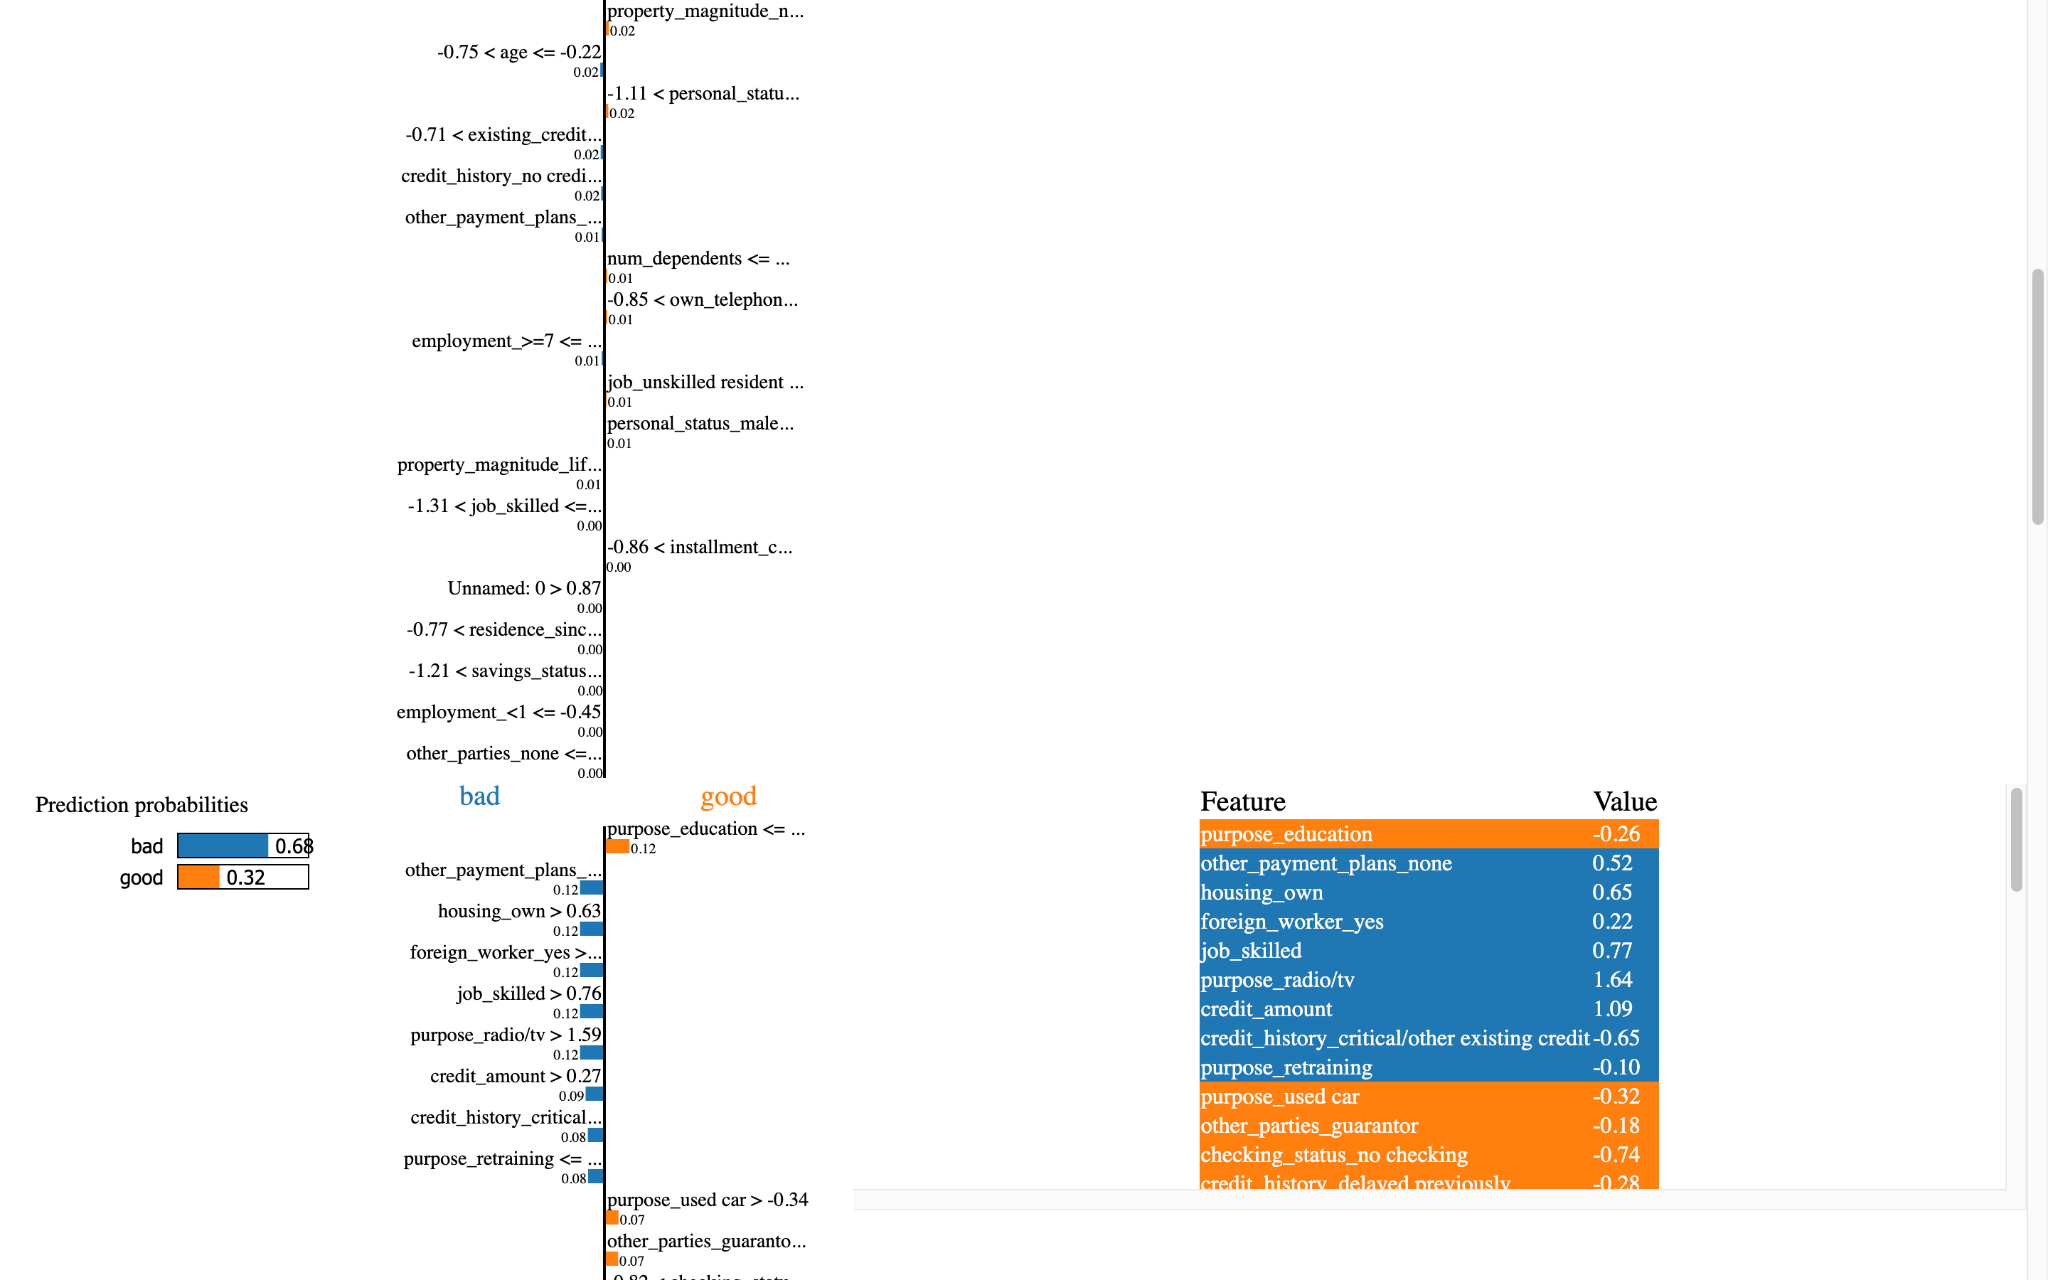 property_magnitude_n...
0.02
-0.75 < age <= -0.22
0.02
-1.11 < personal_statu...
0.02
-0.71 < existing_credit...
0.02
credit_history_no credi...
0.02
other_payment_plans_...
0.01
num_dependents <= ...
0.01
-0.85 < own_telephon...
0.01
employment_>=7 <= ...
0.01
job_unskilled resident ...
0.01
personal_status_male...
0.01
property_magnitude_lif...
0.01
-1.31 < job_skilled <=...
0.00
-0.86 < installment_c...
0.00
Unnamed: 0 > 0.87
0.00
-0.77 < residence_sinc...
0.00
-1.21 < savings_status...
0.00
employment_<1 <= -0.45
0.00
other_parties_none <=...
0.00
Prediction probabilities
bad 0.68
good 0.32
bad good
purpose_education <= ...
0.12
other_payment_plans_...
0.12
housing_own > 0.63
0.12
foreign_worker_yes >...
0.12
job_skilled > 0.76
0.12
purpose_radio/tv > 1.59
0.12
credit_amount > 0.27
0.09
credit_history_critical...
0.08
purpose_retraining <= ...
0.08
purpose_used car > -0.34
0.07
other_parties_guaranto...
0.07
Feature Value
purpose_education -0.26
other_payment_plans_none 0.52
housing_own 0.65
foreign_worker_yes 0.22
job_skilled 0.77
purpose_radio/tv 1.64
credit_amount 1.09
credit_history_critical/other existing credit -0.65
purpose_retraining -0.10
purpose_used car -0.32
other_parties_guarantor -0.18
checking_status_no checking -0.74
credit_history_delayed previously -0.28